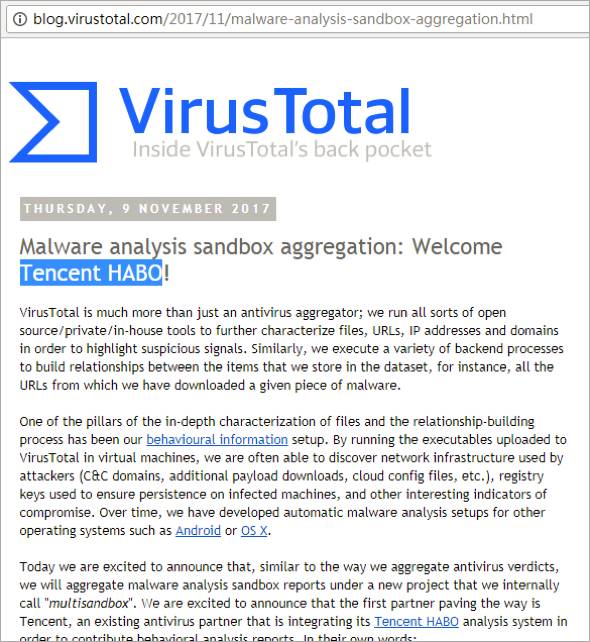 blog.virustotal.com/2017/11/malware-analysis-sandbox-aggregation.html
VirusTotal
Inside VirusTotal's back pocket
THURSDAY, 9 NOVEMBER 2017
Malware analysis sandbox aggregation: Welcome
Tencent HABO!
VirusTotal is much more than just an antivirus aggregator; we run all sorts of open
source/private/in-house tools to further characterize files, URLs, IP addresses and domains
in order to highlight suspicious signals. Similarly, we execute a variety of backend processes
to build relationships between the items that we store in the dataset, for instance, all the
URLs from which we have downloaded a given piece of malware.
One of the pillars of the in-depth characterization of files and the relationship-building
process has been our behavioural information setup. By running the executables uploaded to
VirusTotal in virtual machines, we are often able to discover network infrastructure used by
attackers (C&C domains, additional payload downloads, cloud config files, etc.), registry
keys used to ensure persistence on infected machines, and other interesting indicators of
compromise. Over time, we have developed automatic malware analysis setups for other
operating systems such as Android or OS X.
Today we are excited to announce that, similar to the way we aggregate antivirus verdicts,
we will aggregate malware analysis sandbox reports under a new project that we internally
call "multisandbox". We are excited to announce that the first partner paving the way is
Tencent, an existing antivirus partner that is integrating its Tencent HABO analysis system in
order to contribute behavioral analysis reports. In their own words: